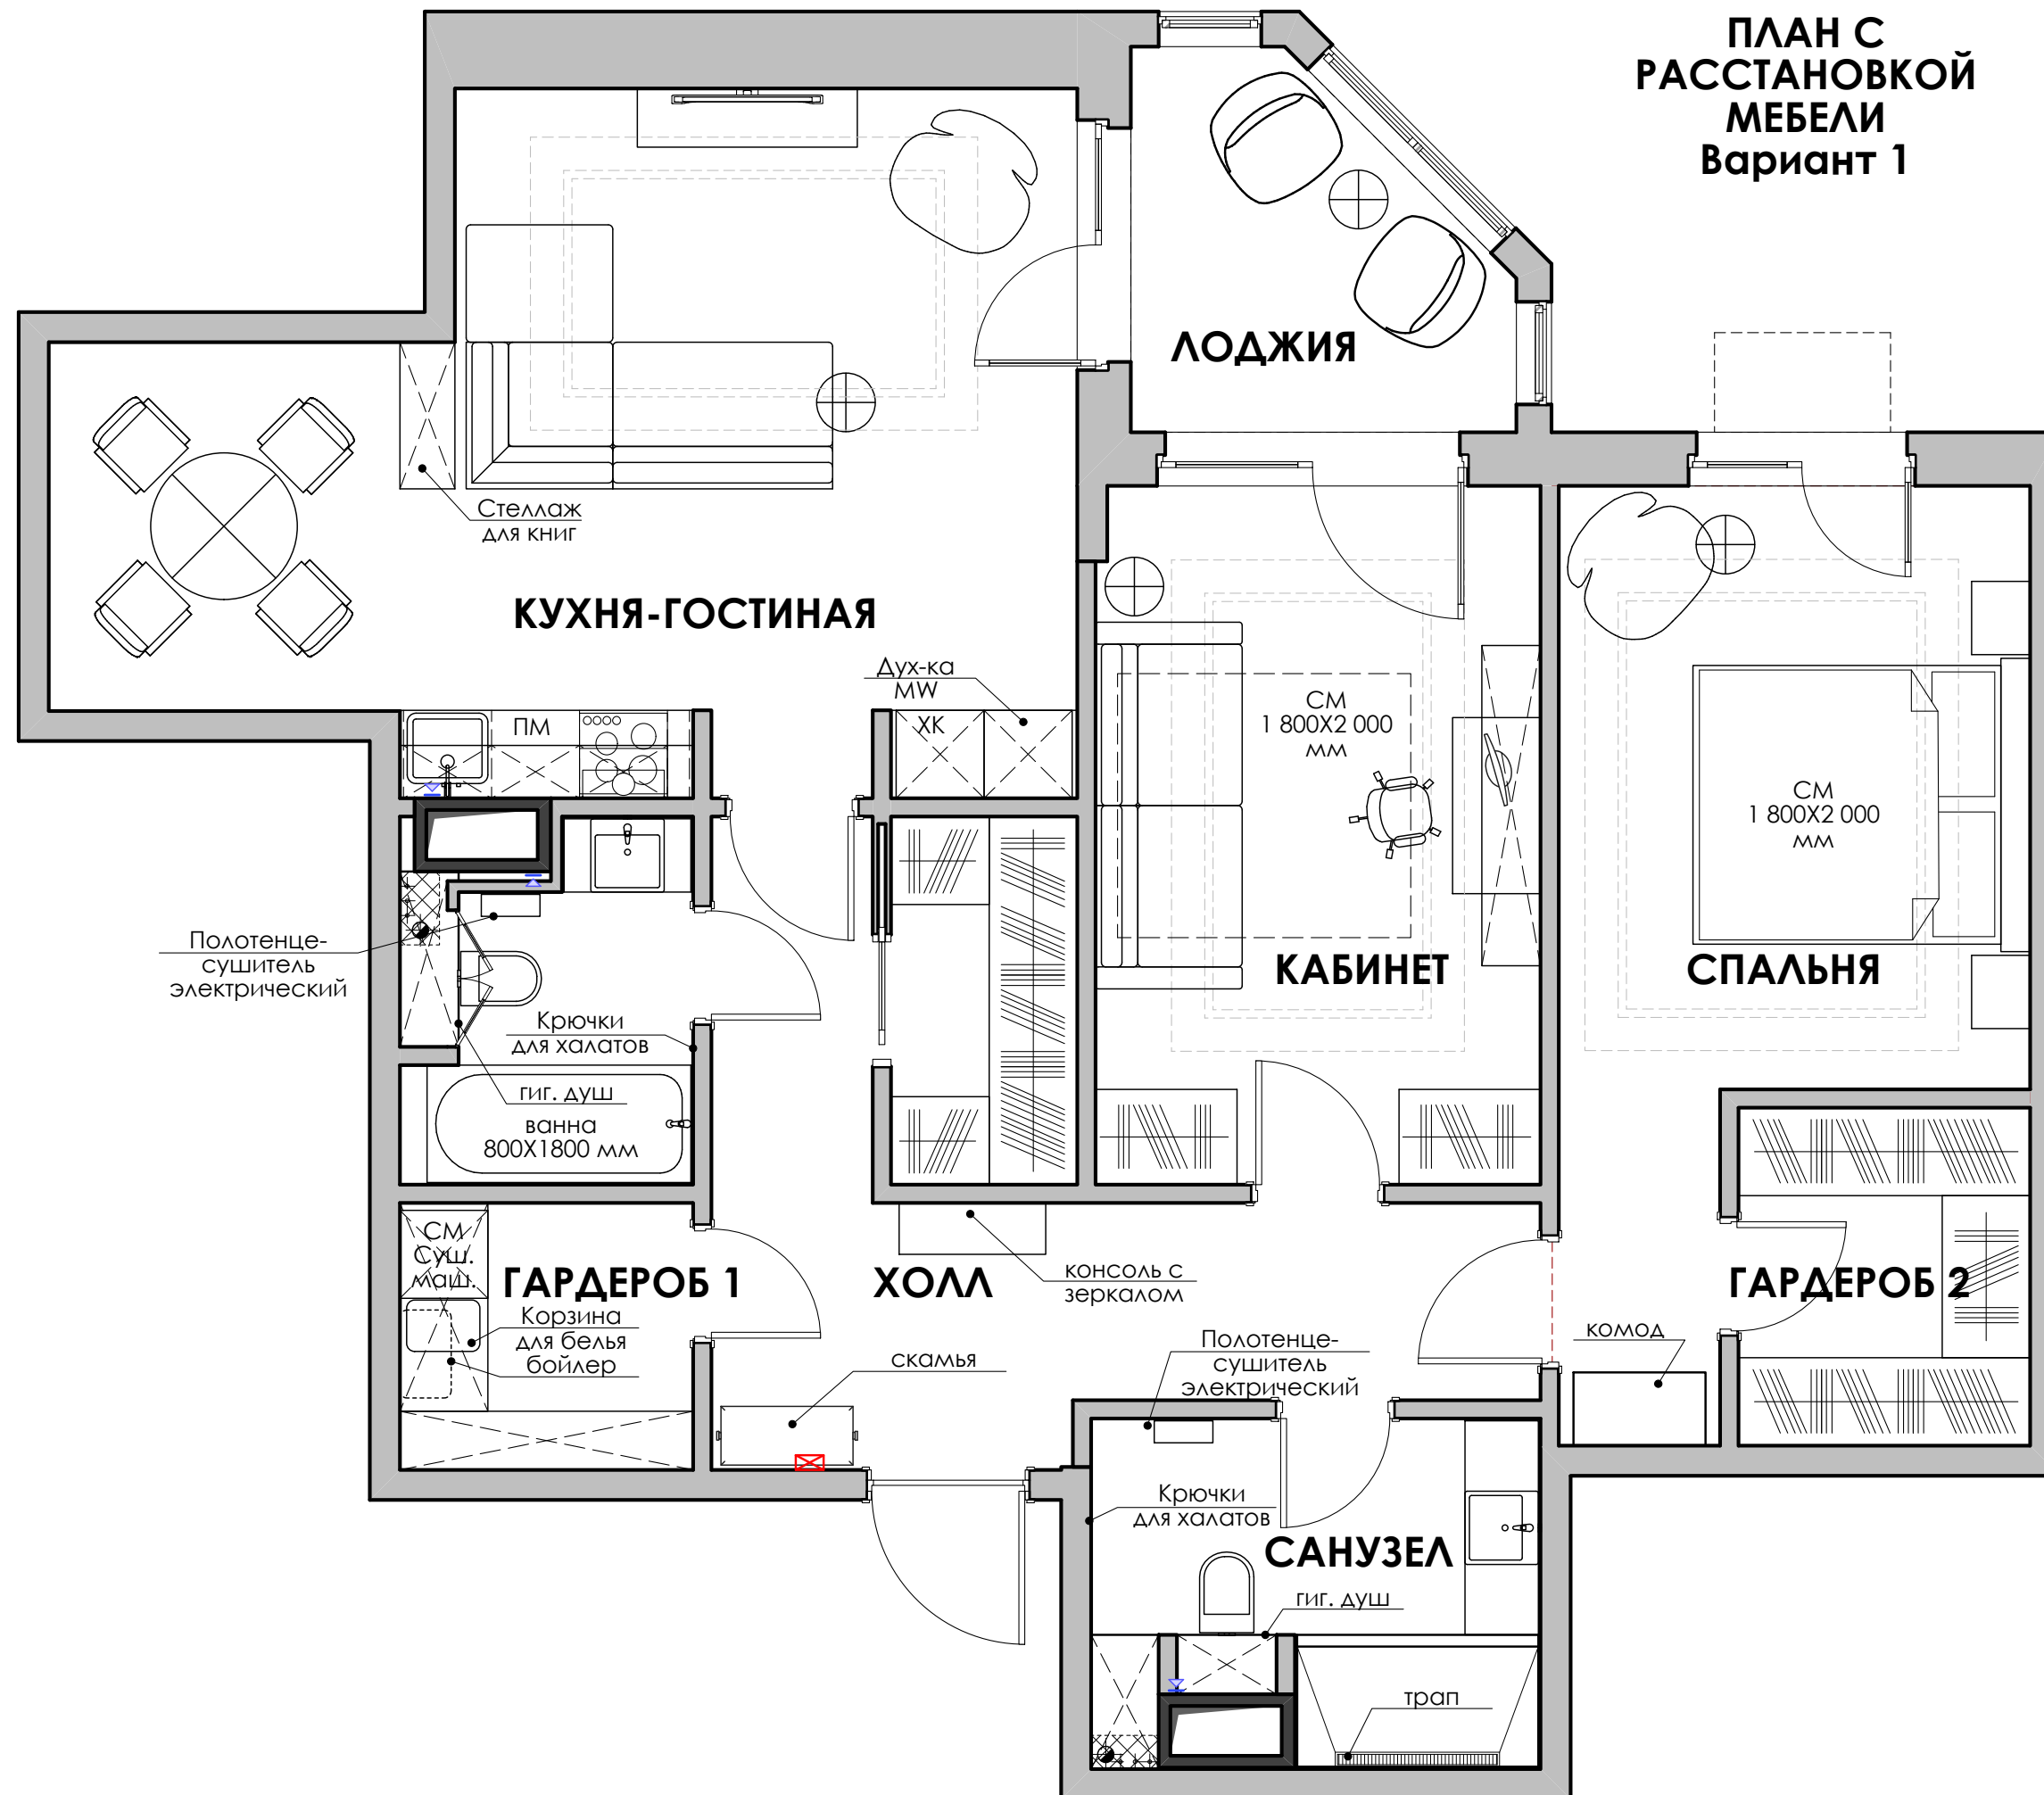 ПЛАН С
РАССТАНОВКОЙ
МЕБЕЛИ
Вариант 1
ЛОДЖИЯ
Стеллаж
для книг
КУХНЯ-ГОСТИНАЯ
Дух-ка
MW
ХК
ПМ
СМ
1 800X2 000
мм
СМ
1 800X2 000
мм
КАБИНЕТ
СПАЛЬНЯ
Полотенце-
сушитель
электрический
Крючки
для халатов
гиг. душ
ванна
800X1800 мм
СМ
Суш.
маш.
ГАРДЕРОБ 1
Корзина
для белья
бойлер
ХОЛЛ
консоль с
зеркалом
скамья
Полотенце-
сушитель
электрический
ГАРДЕРОБ 2
комод
Крючки
для халатов
САНУЗЕЛ
гиг. душ
трап